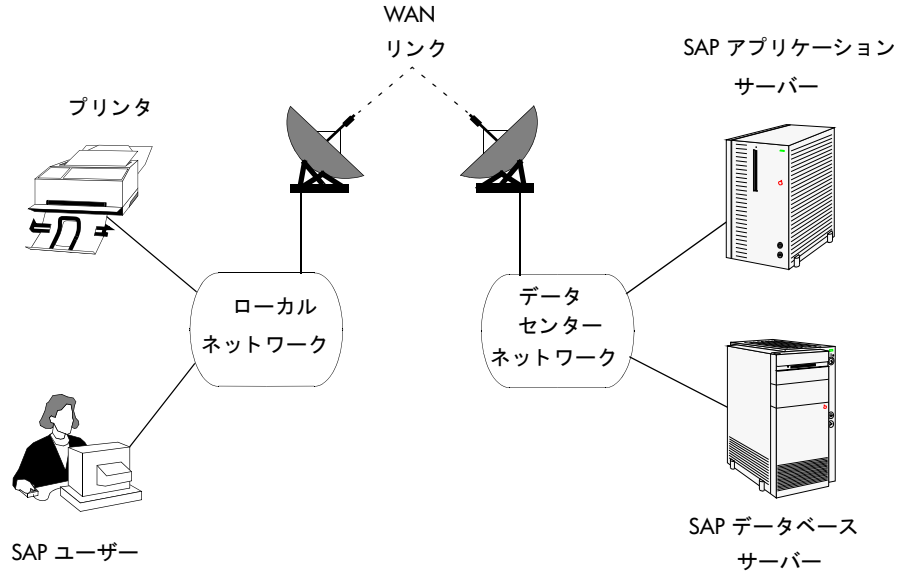 WAN
リンク
SAP アプリケーション
サーバー
プリンタ
ローカル
ネットワーク
データ
センター
ネットワーク
SAP ユーザー
SAP データベース
サーバー